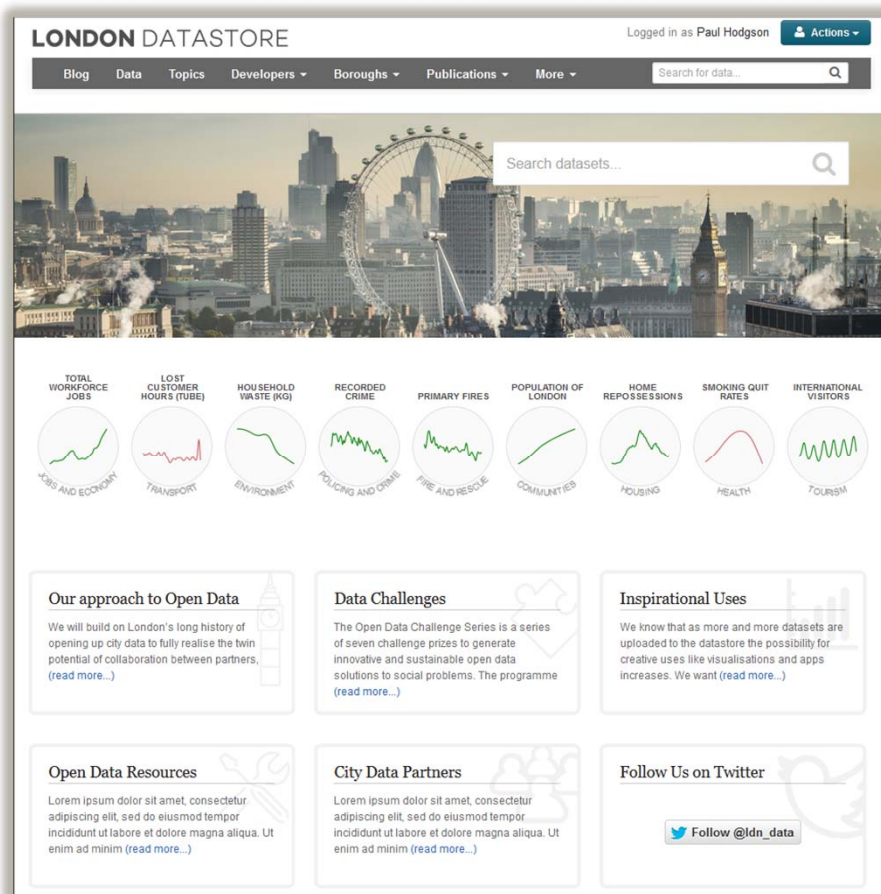 LONDON DATASTORE
Logged in as Paul Hodgson
Actions
Blog Data Topics Developers Boroughs Publications More
Search for data...
Search datasets...
TOTAL
WORKFORCE
JOBS
JOBS AND ECONOMY
LOST
CUSTOMER
HOURS (TUBE)
TRANSPORT
HOUSEHOLD
WASTE (KG)
ENVIRONMENT
RECORDED
CRIME
POLICING AND CRIME
PRIMARY FIRES
FIRE AND RESCUE
POPULATION OF
LONDON
COMMUNITIES
HOME
REPOSSESSIONS
HOUSING
SMOKING QUIT
RATES
HEALTH
INTERNATIONAL
VISITORS
TOURISM
Our approach to Open Data
We will build on London's long history of
opening up city data to fully realise the twin
potential of collaboration between partners,
(read more...)
Data Challenges
The Open Data Challenge Series is a series
of seven challenge prizes to generate
innovative and sustainable open data
solutions to social problems. The programme
(read more...)
Inspirational Uses
We know that as more and more datasets are
uploaded to the datastore the possibility for
creative uses like visualisations and apps
increases. We want (read more...)
Open Data Resources
Lorem ipsum dolor sit amet, consectetur
adipiscing elit, sed do eiusmod tempor
incididunt ut labore et dolore magna aliqua. Ut
enim ad minim (read more...)
City Data Partners
Lorem ipsum dolor sit amet, consectetur
adipiscing elit, sed do eiusmod tempor
incididunt ut labore et dolore magna aliqua. Ut
enim ad minim (read more...)
Follow Us on Twitter
Follow @ldn_data